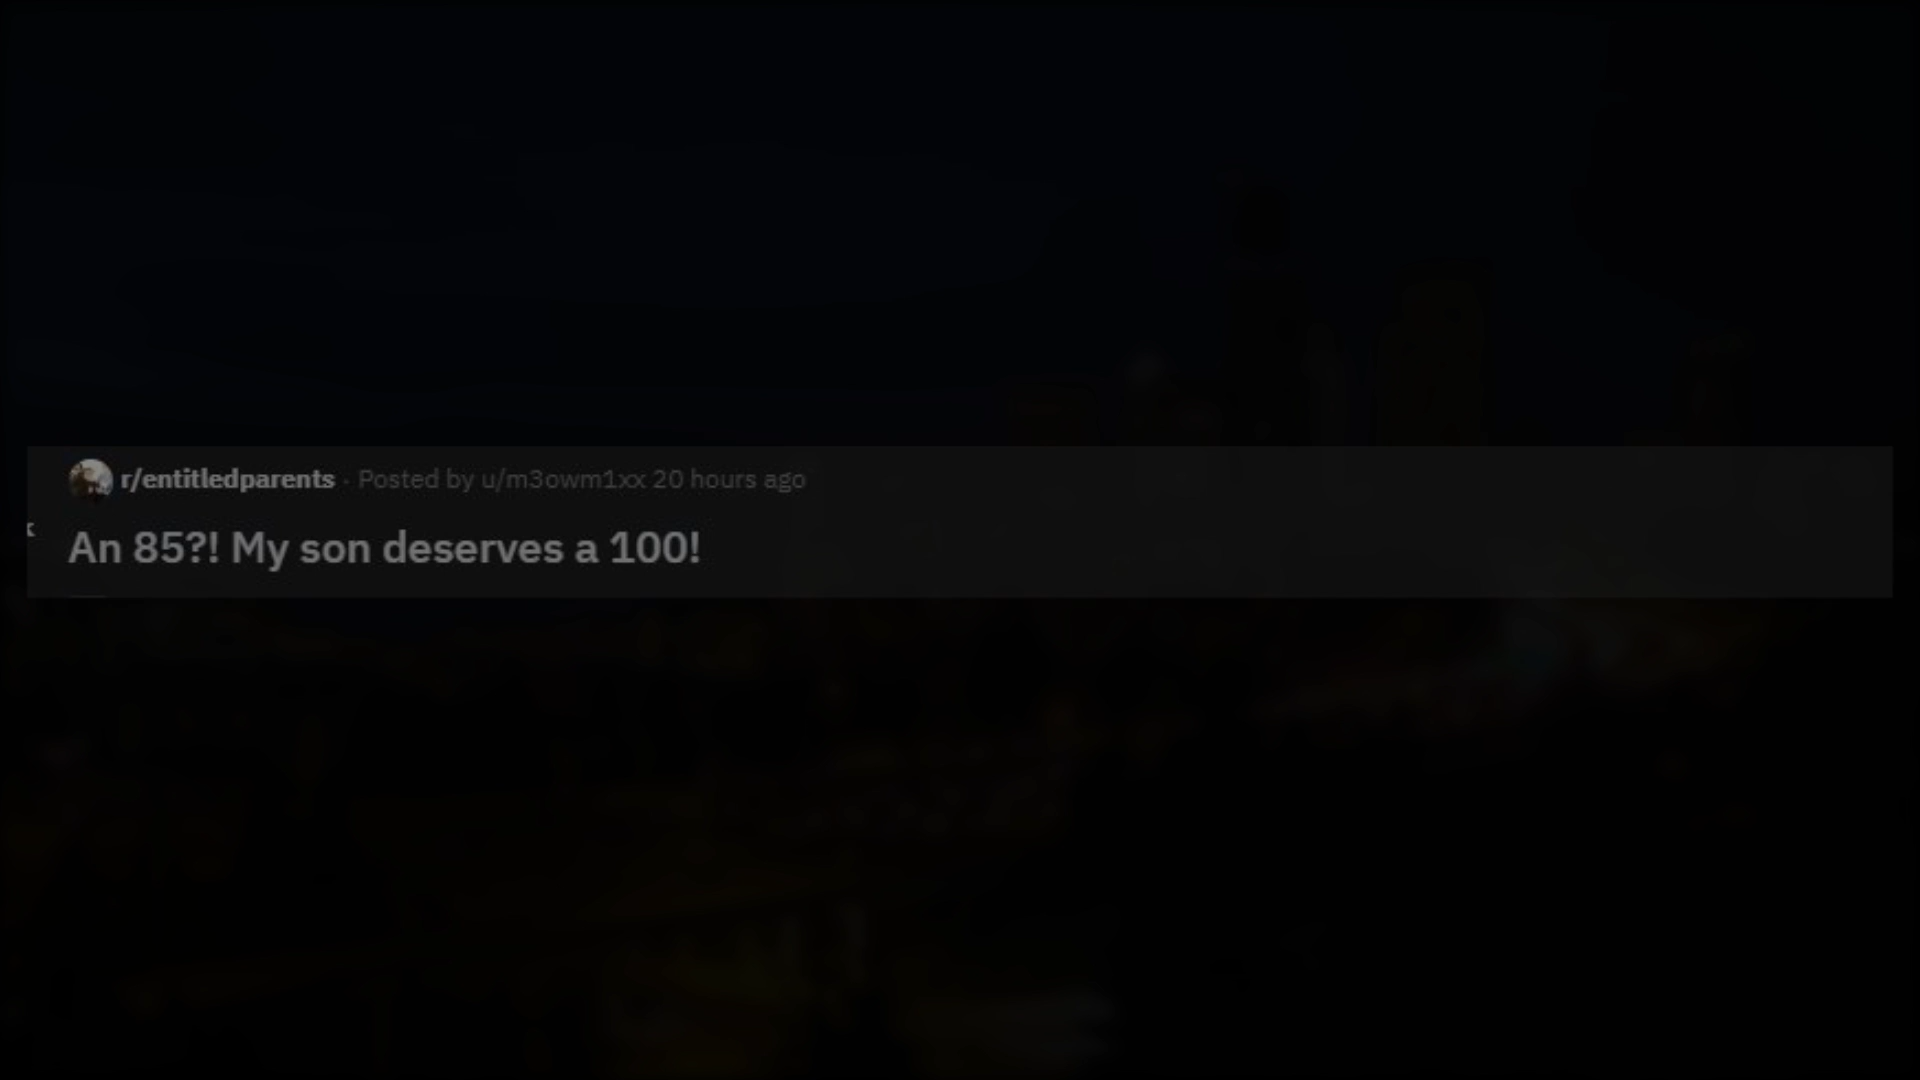 r/entitledparents · Posted by u/m3owm1xx 20 hours ago
An 85?! My son deserves a 100!